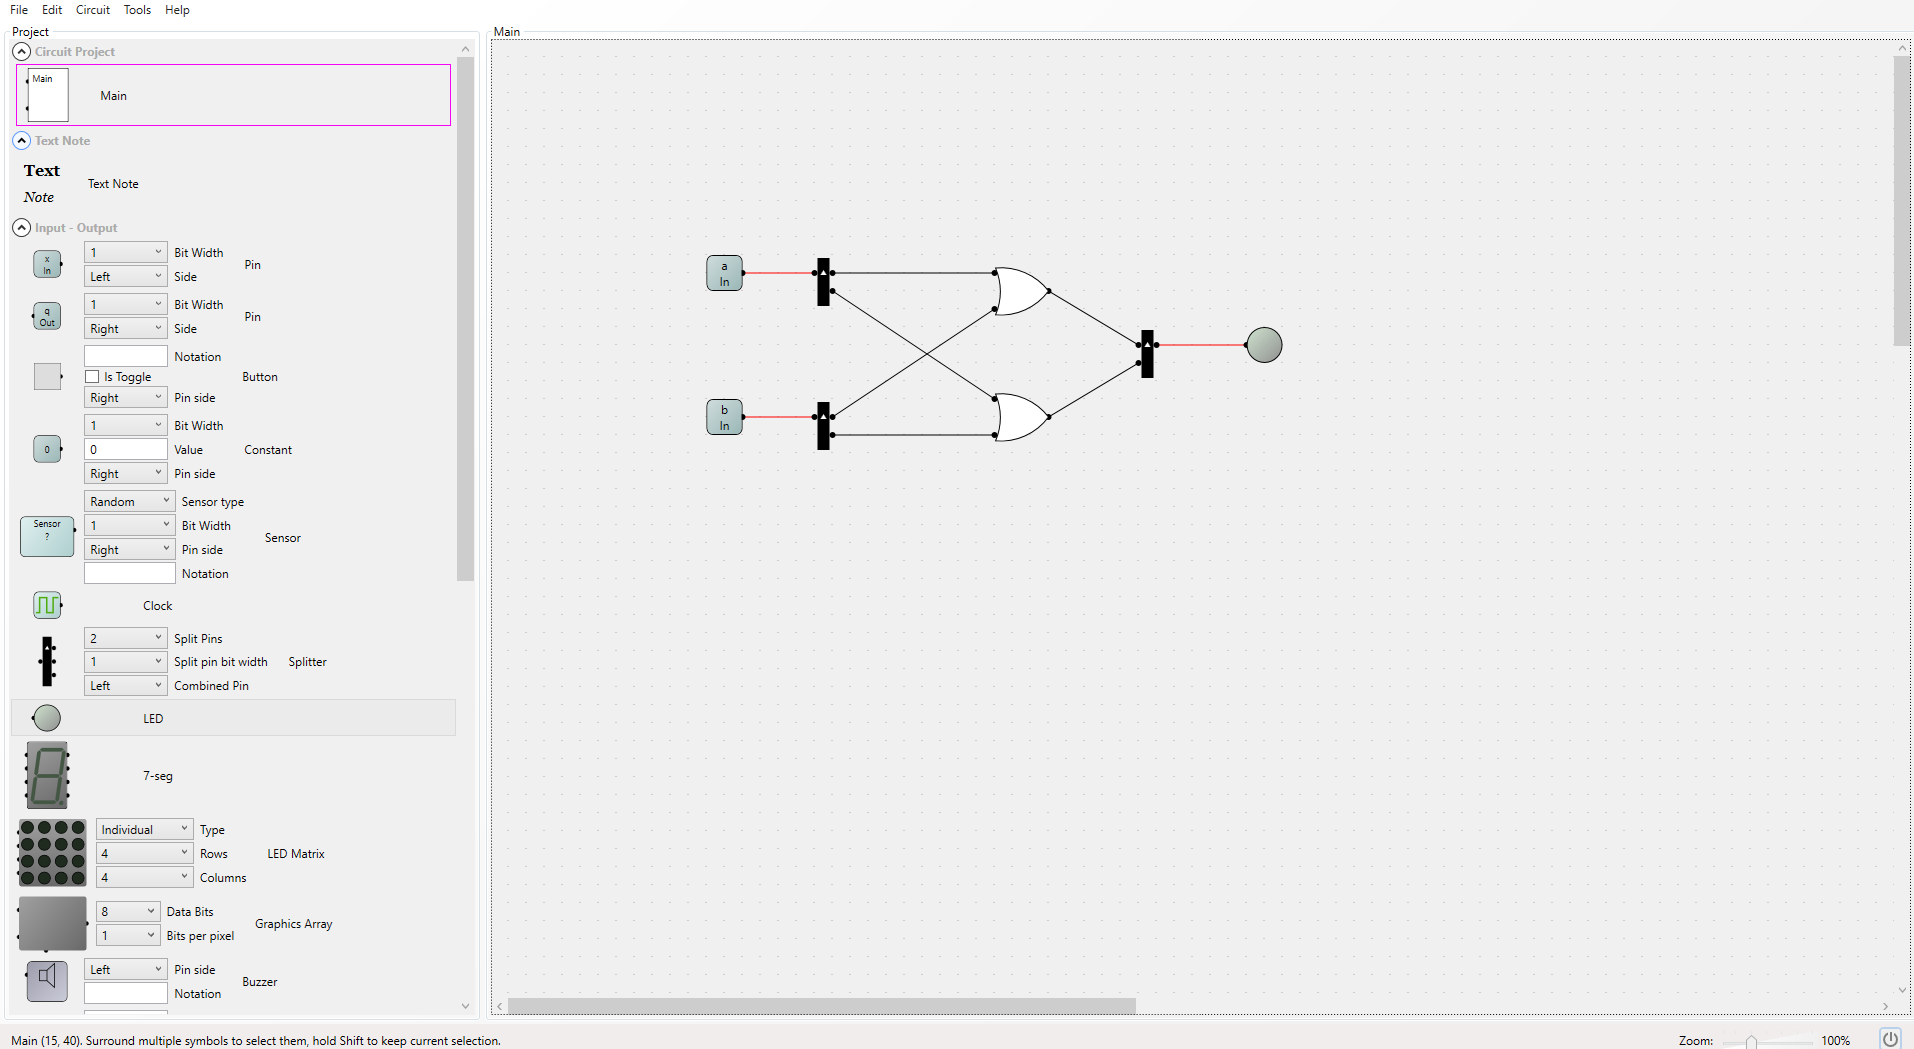 File Edit Circuit Tools Help
Project
Circuit Project
Main
Main
Text Note
Text
Note
Text Note
Input - Output
x
In
1 Bit Width
Left Side
Pin
q
Out
1 Bit Width
Right Side
Pin
Notation
Is Toggle
Right Pin side
Button
0
1 Bit Width
0 Value
Right Pin side
Constant
Sensor
?
Random Sensor type
1 Bit Width
Right Pin side
Notation
Sensor
Clock
2 Split Pins
1 Split pin bit width
Left Combined Pin
Splitter
LED
7-seg
Individual Type
4 Rows
4 Columns
LED Matrix
8 Data Bits
1 Bits per pixel
Graphics Array
Left Pin side
Notation
Buzzer
Main
a
In
b
In
Main (15, 40). Surround multiple symbols to select them, hold Shift to keep current selection.
Zoom: 100%